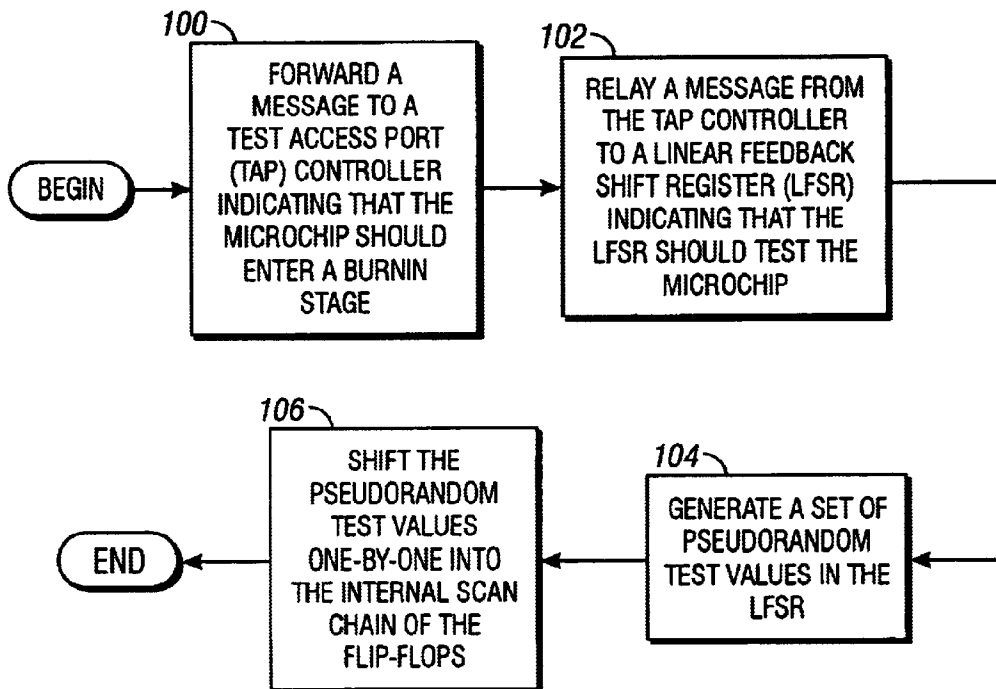 BEGIN
100
FORWARD A
MESSAGE TO A
TEST ACCESS PORT
(TAP) CONTROLLER
INDICATING THAT THE
MICROCHIP SHOULD
ENTER A BURNIN
STAGE
102
RELAY A MESSAGE FROM
THE TAP CONTROLLER
TO A LINEAR FEEDBACK
SHIFT REGISTER (LFSR)
INDICATING THAT THE
LFSR SHOULD TEST THE
MICROCHIP
104
GENERATE A SET OF
PSEUDORANDOM
TEST VALUES IN THE
LFSR
106
SHIFT THE
PSEUDORANDOM
TEST VALUES
ONE-BY-ONE INTO
THE INTERNAL SCAN
CHAIN OF THE
FLIP-FLOPS
END